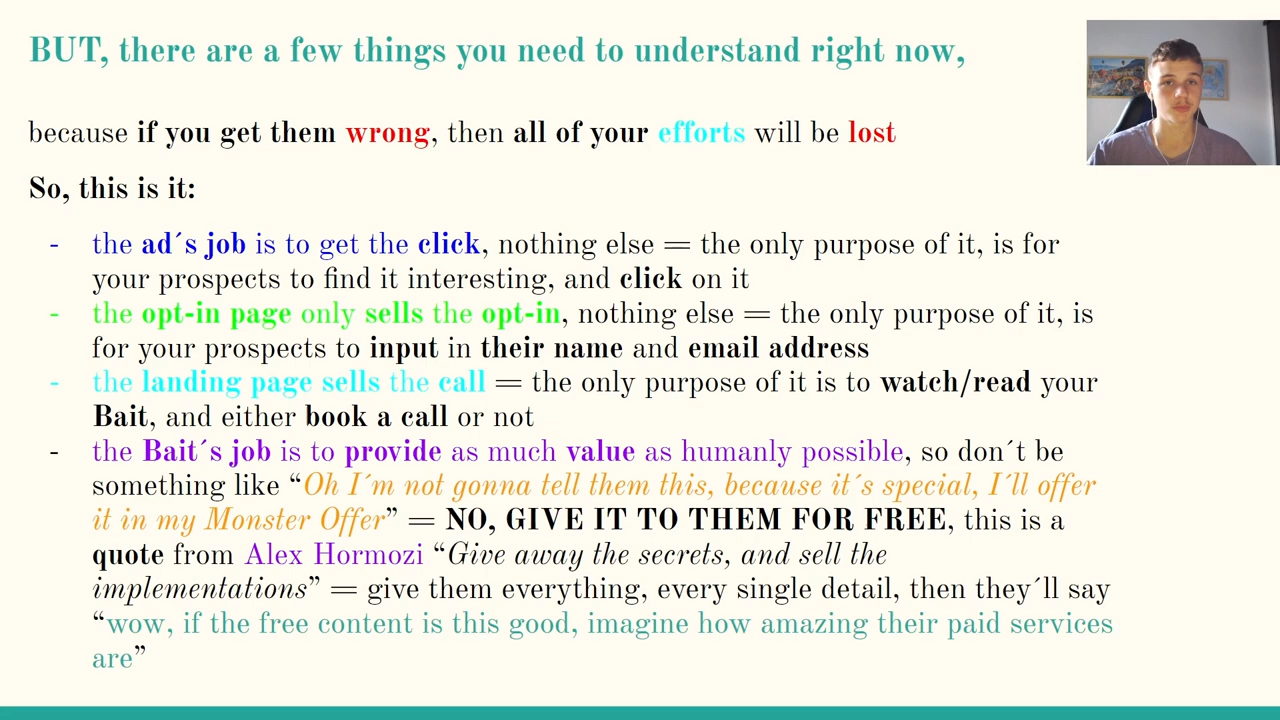 BUT, there are a few things you need to understand right now,
because if you get them wrong, then all of your efforts will be lost
So, this is it:
- the ad´s job is to get the click, nothing else = the only purpose of it, is for
your prospects to find it interesting, and click on it
- the opt-in page only sells the opt-in, nothing else = the only purpose of it, is
for your prospects to input in their name and email address
- the landing page sells the call = the only purpose of it is to watch/read your
Bait, and either book a call or not
- the Bait´s job is to provide as much value as humanly possible, so don´t be
something like “Oh I´m not gonna tell them this, because it´s special, I´ll offer
it in my Monster Offer” = NO, GIVE IT TO THEM FOR FREE, this is a
quote from Alex Hormozi “Give away the secrets, and sell the
implementations” = give them everything, every single detail, then they´ll say
“wow, if the free content is this good, imagine how amazing their paid services
are”